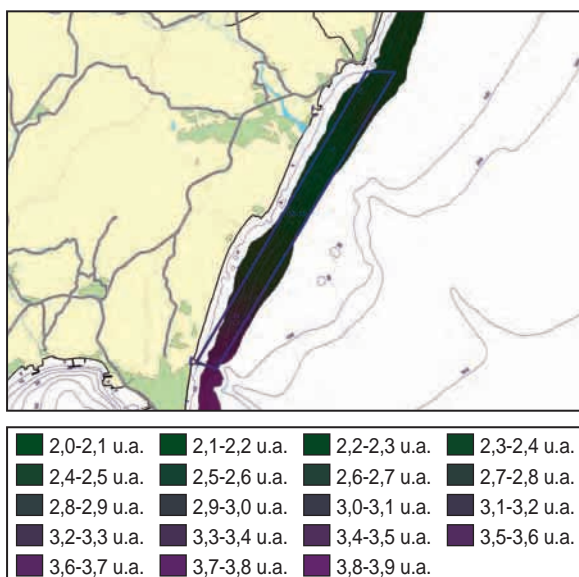 2,0-2,1 u.a. 2,1-2,2 u.a. 2,2-2,3 u.a. 2,3-2,4 u.a.
2,4-2,5 u.a. 2,5-2,6 u.a. 2,6-2,7 u.a. 2,7-2,8 u.a.
2,8-2,9 u.a. 2,9-3,0 u.a. 3,0-3,1 u.a. 3,1-3,2 u.a.
3,2-3,3 u.a. 3,3-3,4 u.a. 3,4-3,5 u.a. 3,5-3,6 u.a.
3,6-3,7 u.a. 3,7-3,8 u.a. 3,8-3,9 u.a.